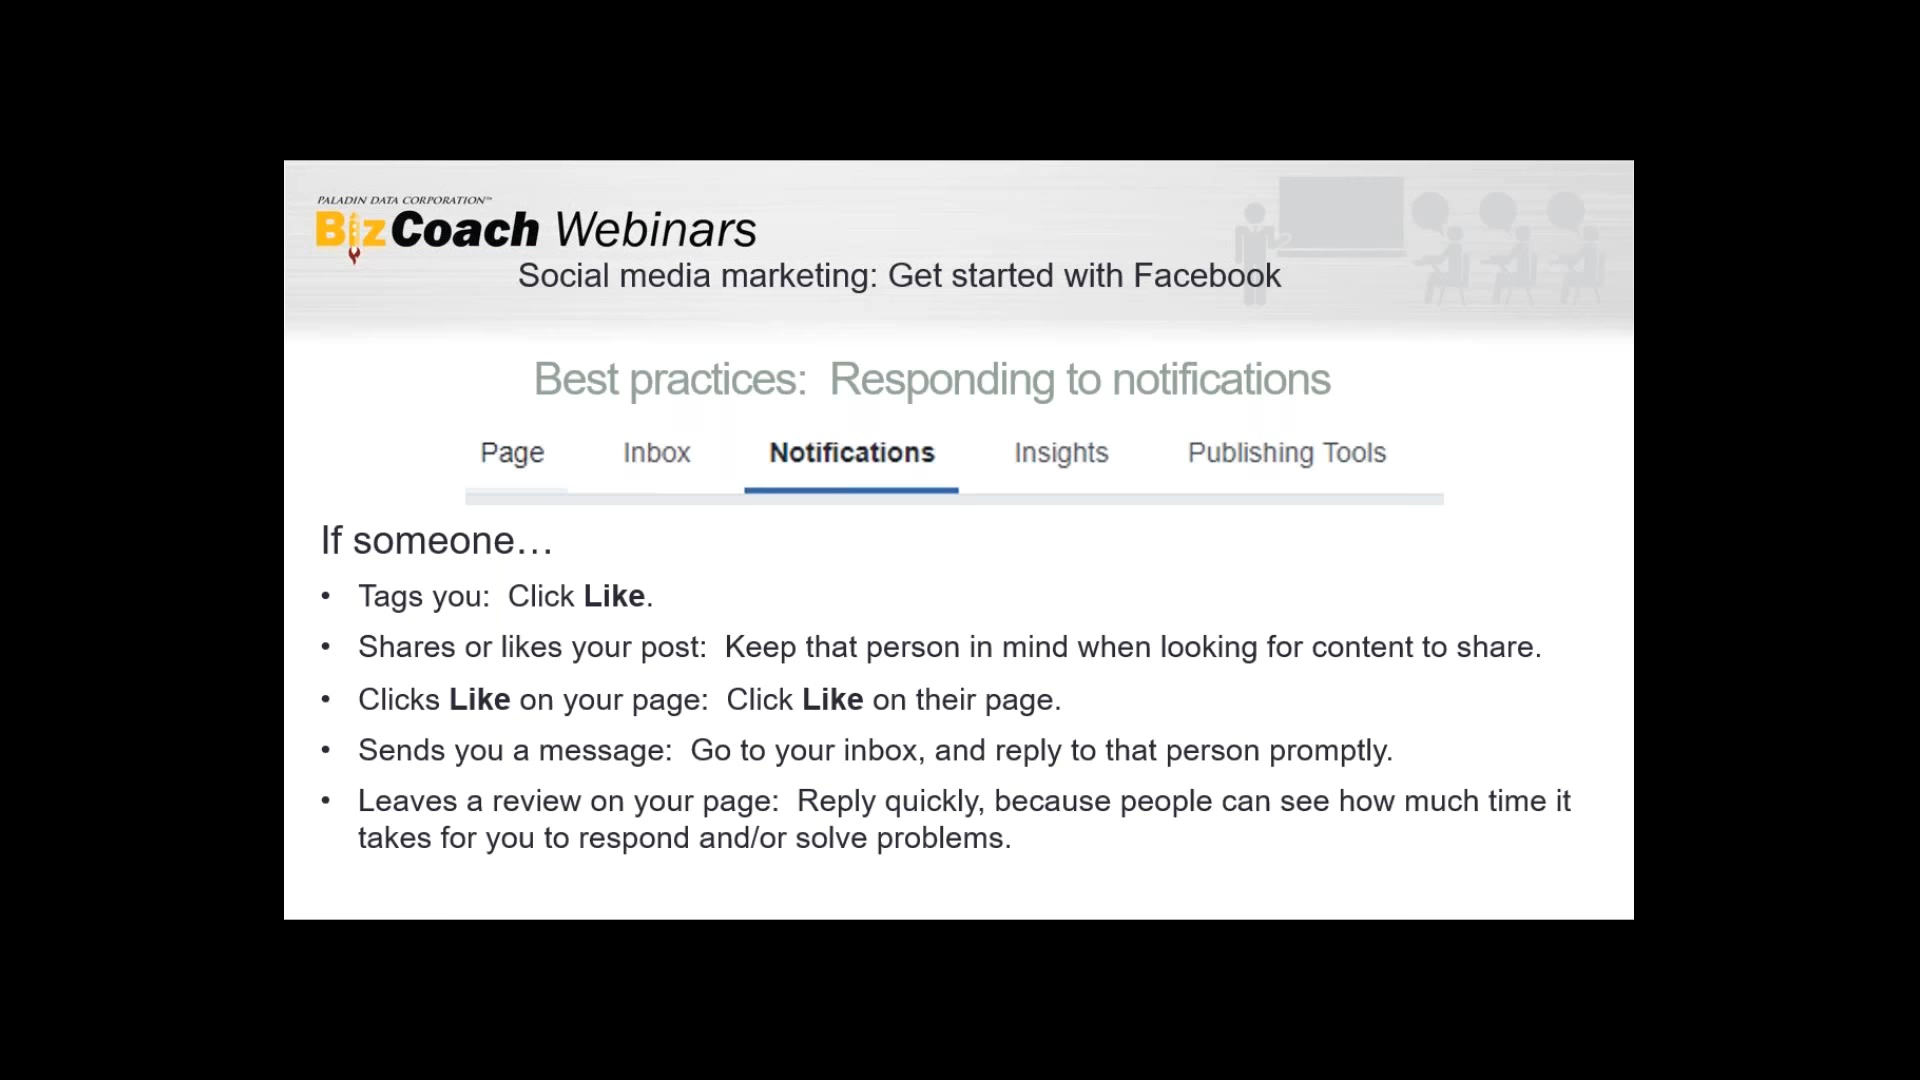 PALADIN DATA CORPORATION™
BizCoach Webinars
Social media marketing: Get started with Facebook
Best practices:  Responding to notifications
Page Inbox Notifications Insights Publishing Tools
If someone…
• Tags you:  Click Like.
• Shares or likes your post:  Keep that person in mind when looking for content to share.
• Clicks Like on your page:  Click Like on their page.
• Sends you a message:  Go to your inbox, and reply to that person promptly.
• Leaves a review on your page:  Reply quickly, because people can see how much time it
takes for you to respond and/or solve problems.